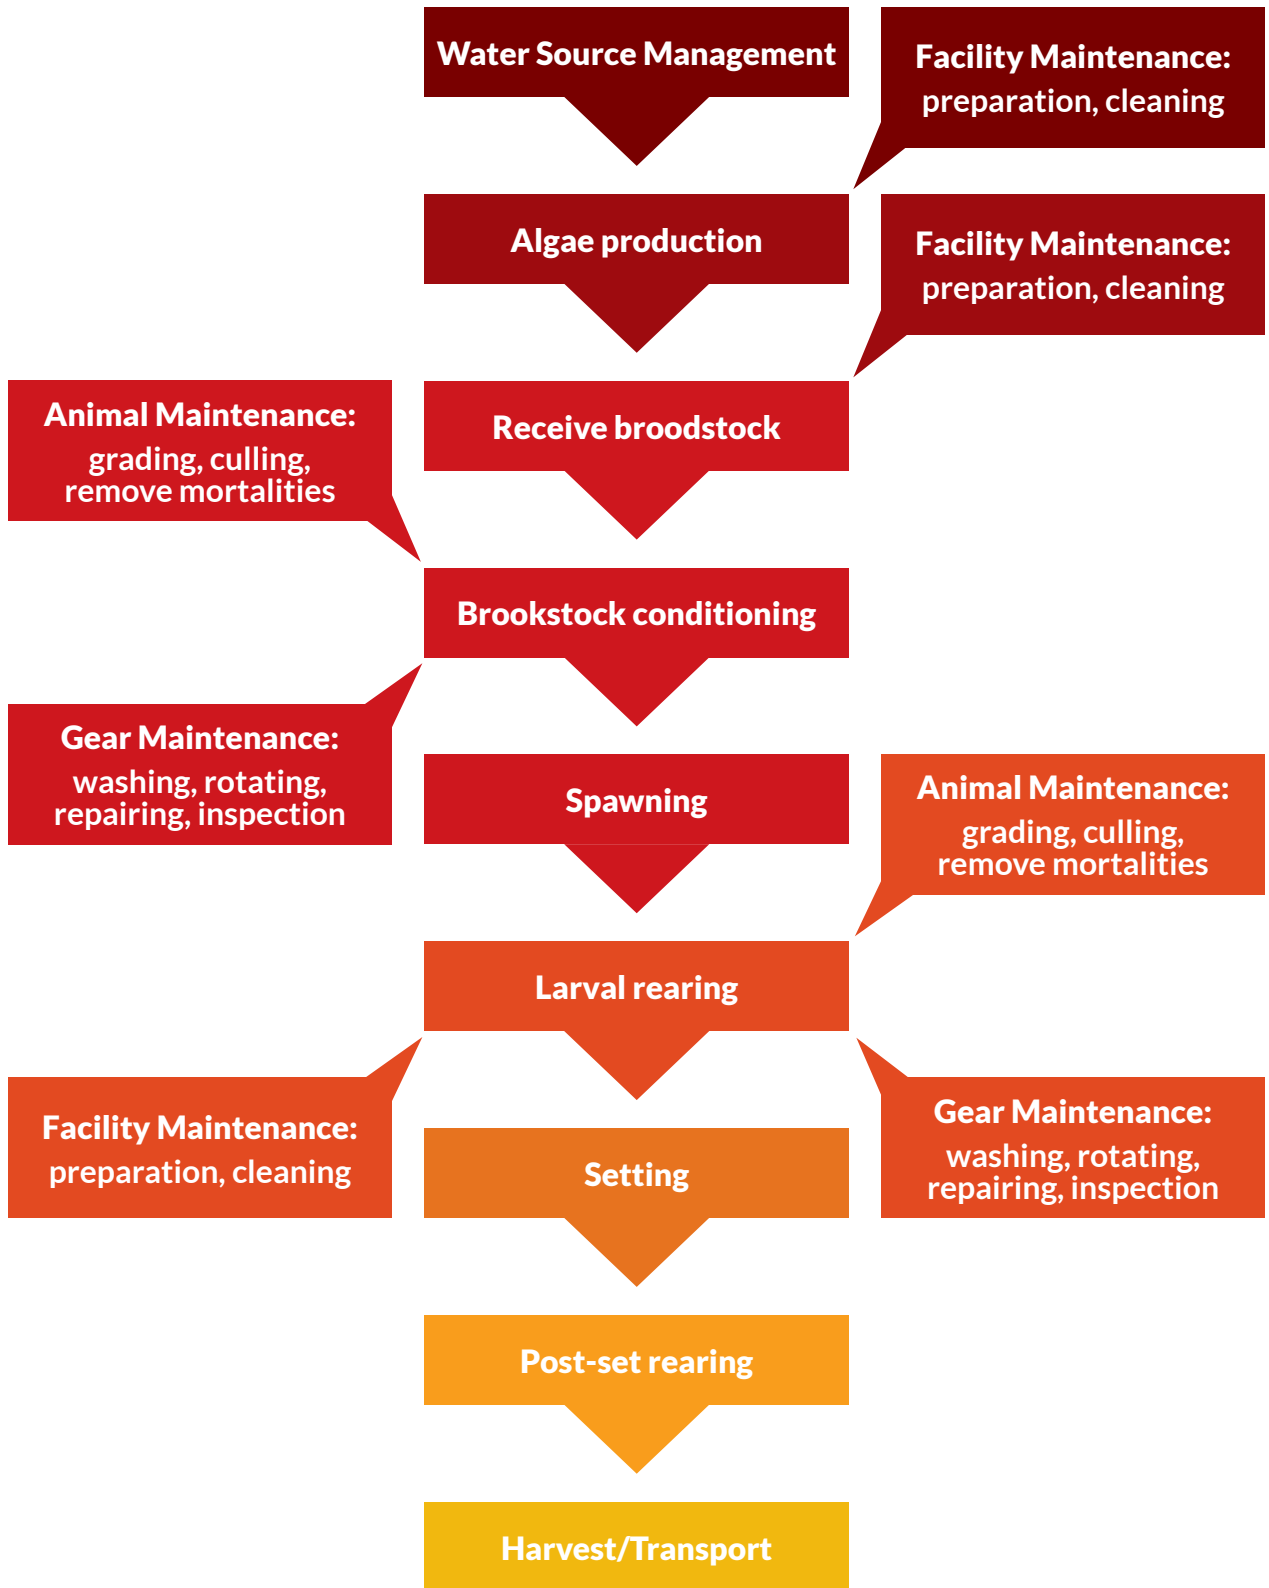 Water Source Management
Facility Maintenance:
preparation, cleaning
Algae production
Facility Maintenance:
preparation, cleaning
Receive broodstock
Animal Maintenance:
grading, culling,
remove mortalities
Brookstock conditioning
Gear Maintenance:
washing, rotating,
repairing, inspection
Spawning
Animal Maintenance:
grading, culling,
remove mortalities
Larval rearing
Facility Maintenance:
preparation, cleaning
Gear Maintenance:
washing, rotating,
repairing, inspection
Setting
Post-set rearing
Harvest/Transport